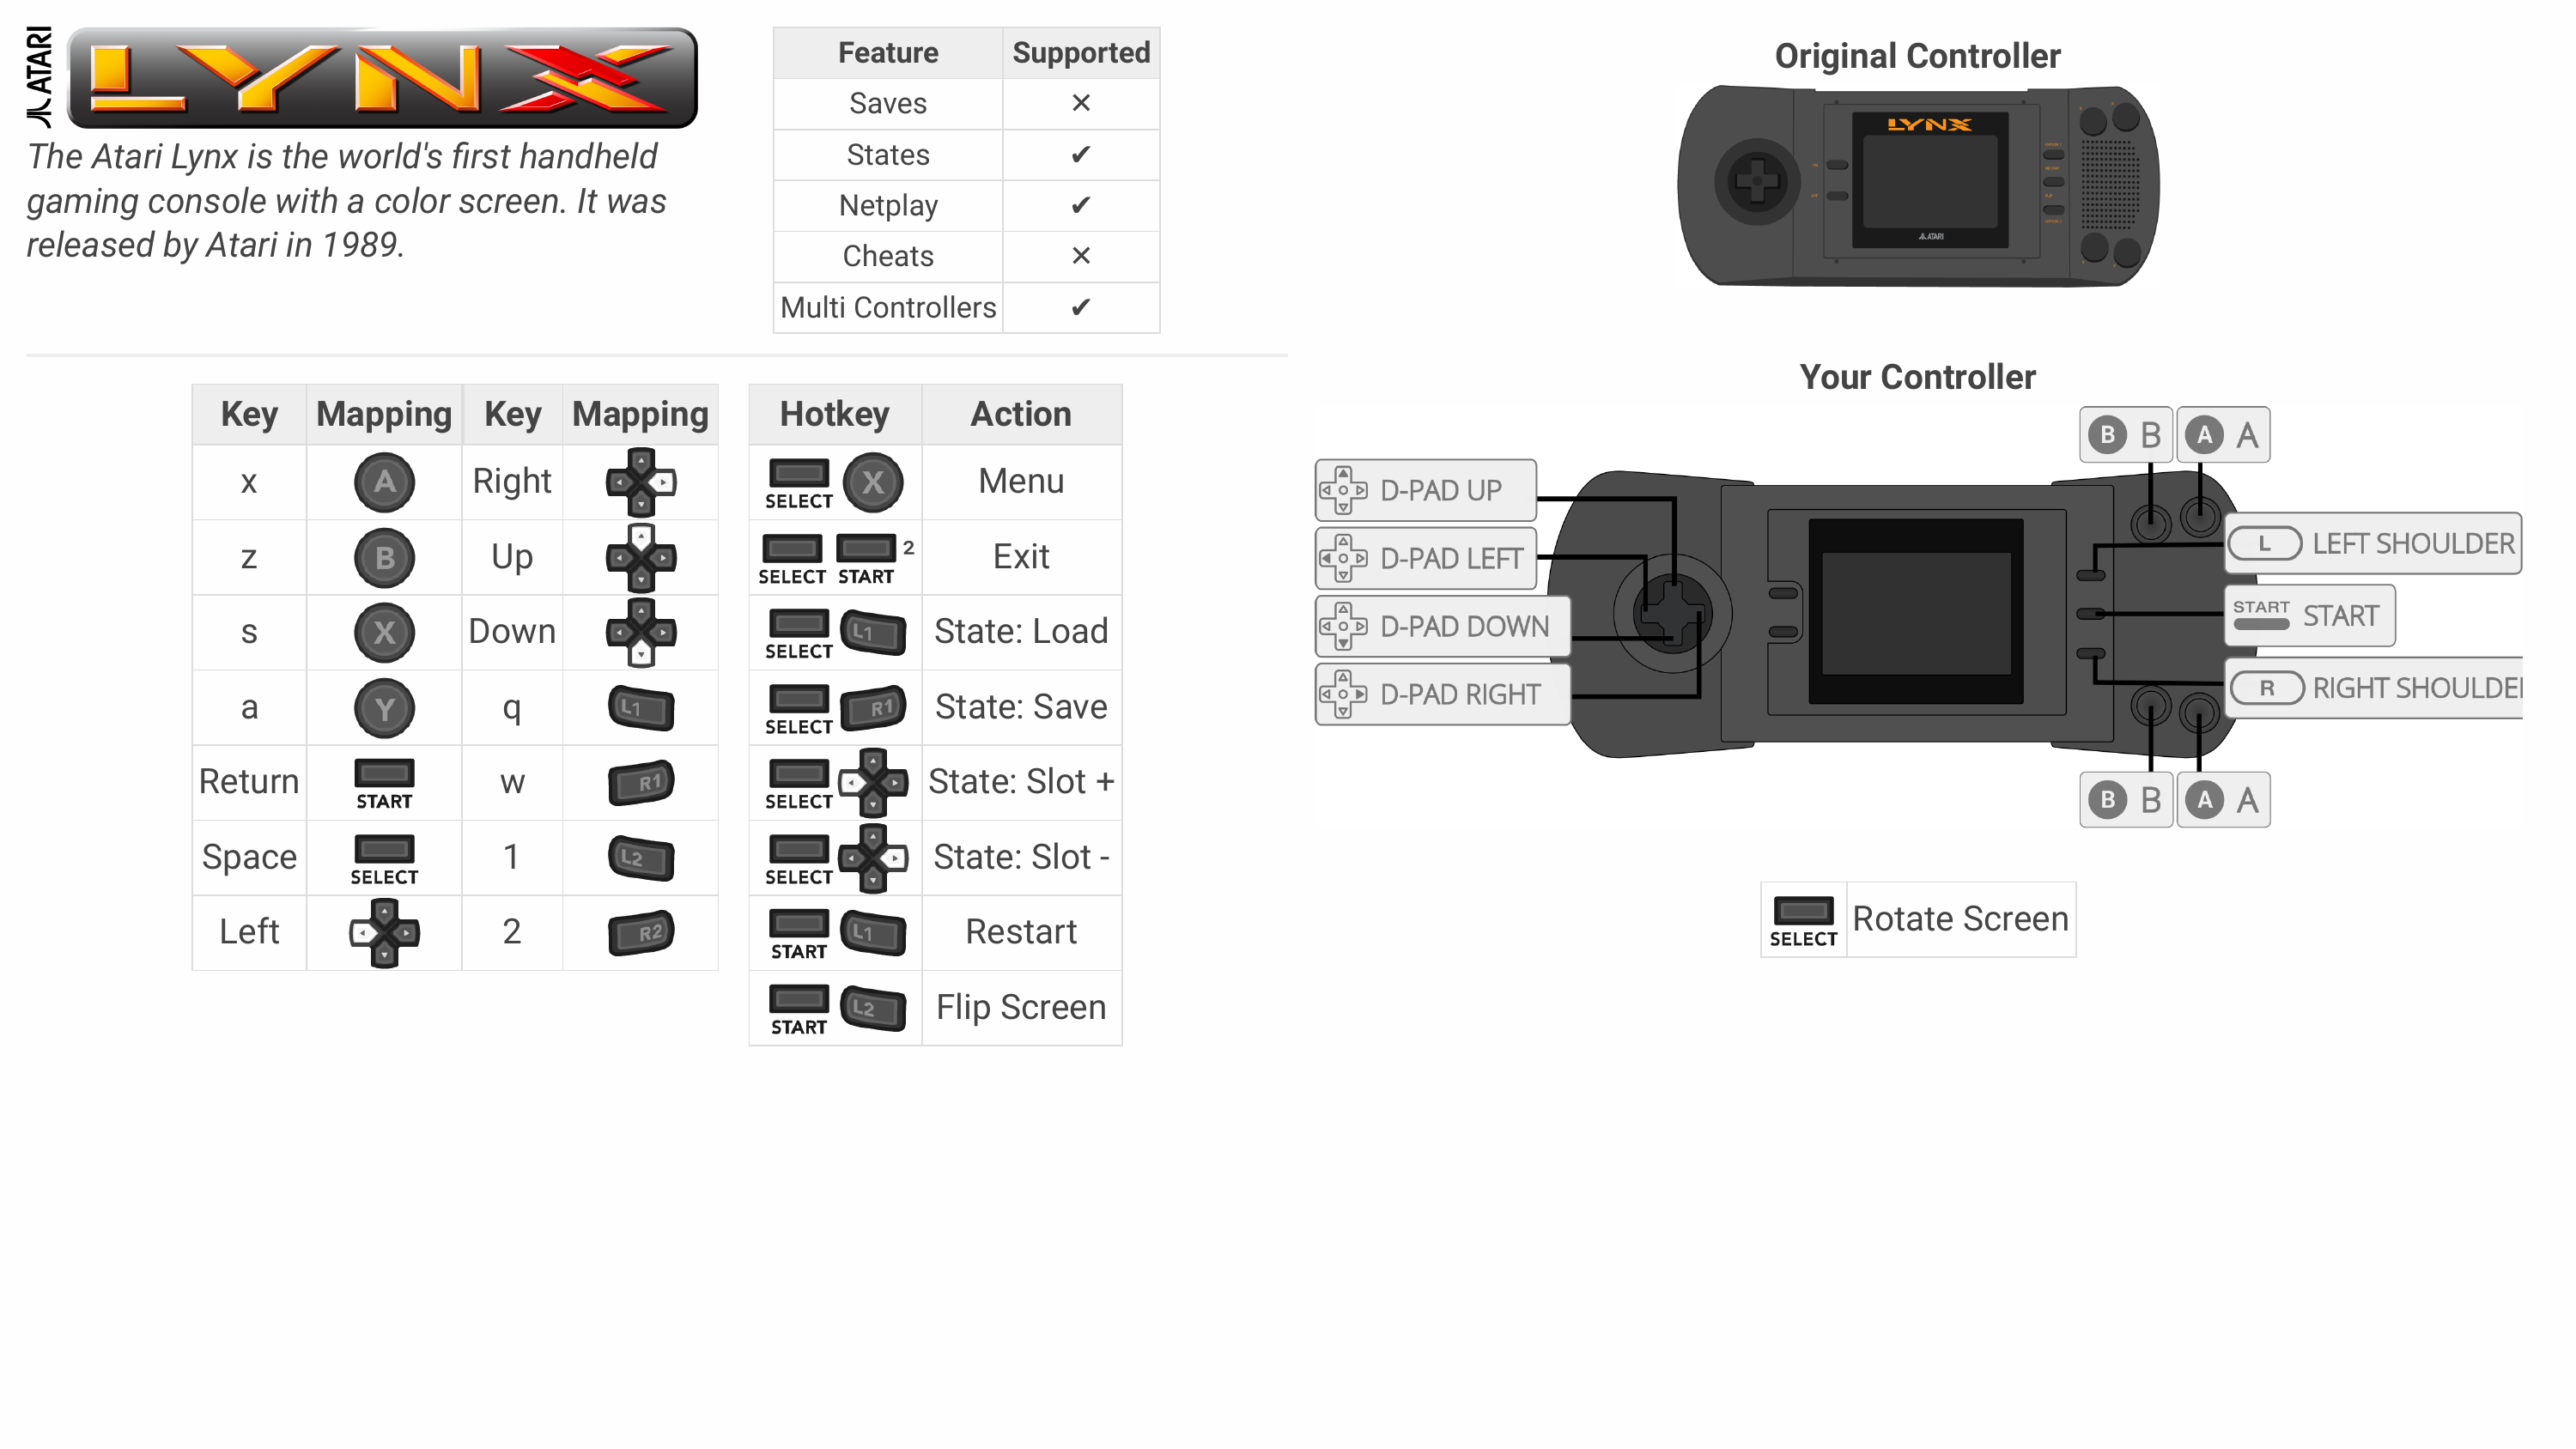 ATARI
LYNX
The Atari Lynx is the world's first handheld
gaming console with a color screen. It was
released by Atari in 1989.
Feature Supported
Saves ✕
States ✔
Netplay ✔
Cheats ✕
Multi Controllers ✔
Key Mapping Key Mapping
x A Right
z B Up
s X Down
a Y q L1
Return START w R1
Space SELECT 1 L2
Left 2 R2
Hotkey Action
SELECT X Menu
SELECT START 2 Exit
SELECT L1 State: Load
SELECT R1 State: Save
SELECT State: Slot +
SELECT State: Slot -
START L1 Restart
START L2 Flip Screen
Original Controller
LYNX
ATARI
Your Controller
B B A A
D-PAD UP
D-PAD LEFT
D-PAD DOWN
D-PAD RIGHT
L LEFT SHOULDER
START START
R RIGHT SHOULDE
B B A A
SELECT Rotate Screen